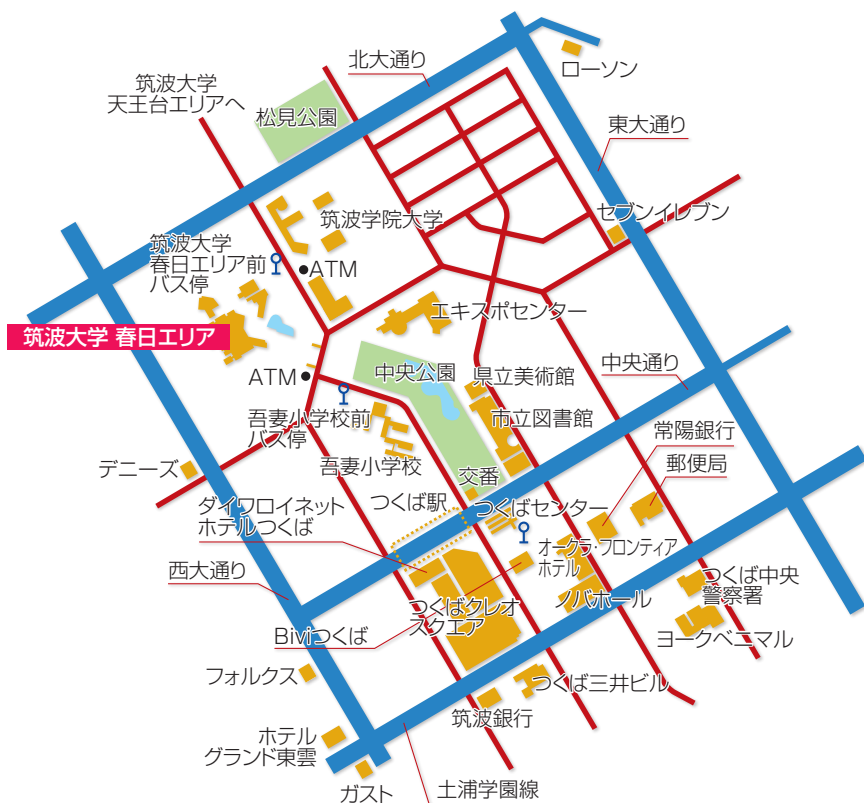 北大通り
ローソン
筑波大学
天王台エリアへ
松見公園
東大通り
セブンイレブン
筑波学院大学
筑波大学
春日エリア前
バス停
ATM
エキスポセンター
筑波大学 春日エリア
中央通り
ATM
中央公園
県立美術館
吾妻小学校前
バス停
市立図書館
常陽銀行
郵便局
デニーズ
吾妻小学校
交番
ダイワロイネット
ホテルつくば
つくば駅
つくばセンター
オークラ・フロンティア
ホテル
西大通り
つくば中央
警察署
つくばクレオ
スクエア
ノバホール
Biviつくば
ヨークベニマル
フォルクス
つくば三井ビル
筑波銀行
ホテル
グランド東雲
ガスト
土浦学園線